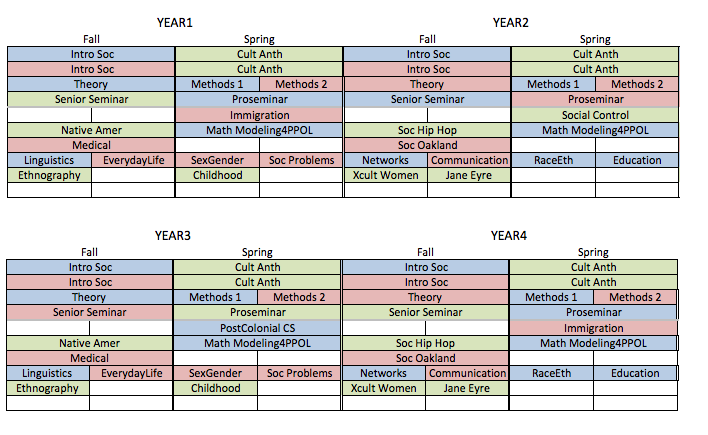 YEAR1 YEAR2
Fall Spring Fall Spring
Intro Soc Cult Anth Intro Soc Cult Anth
Intro Soc Cult Anth Intro Soc Cult Anth
Theory Methods 1 Methods 2 Theory Methods 1 Methods 2
Senior Seminar Proseminar Senior Seminar Proseminar
Immigration Social Control
Native Amer Math Modeling4PPOL Soc Hip Hop Math Modeling4PPOL
Medical Soc Oakland
Linguistics EverydayLife SexGender Soc Problems Networks Communication RaceEth Education
Ethnography Childhood Xcult Women Jane Eyre
YEAR3 YEAR4
Fall Spring Fall Spring
Intro Soc Cult Anth Intro Soc Cult Anth
Intro Soc Cult Anth Intro Soc Cult Anth
Theory Methods 1 Methods 2 Theory Methods 1 Methods 2
Senior Seminar Proseminar Senior Seminar Proseminar
PostColonial CS Immigration
Native Amer Math Modeling4PPOL Soc Hip Hop Math Modeling4PPOL
Medical Soc Oakland
Linguistics EverydayLife SexGender Soc Problems Networks Communication RaceEth Education
Ethnography Childhood Xcult Women Jane Eyre